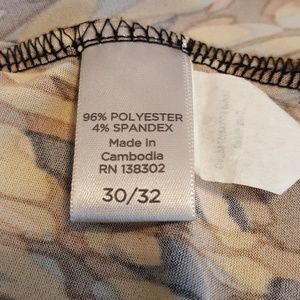 96% POLYESTER
4% SPANDEX
Made in
Cambodia
RN 138302
30/32